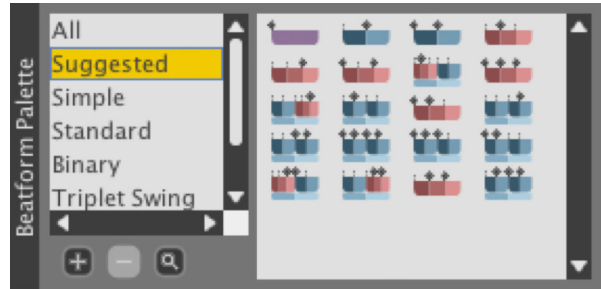 Beatform Palette
All
Suggested
Simple
Standard
Binary
Triplet Swing